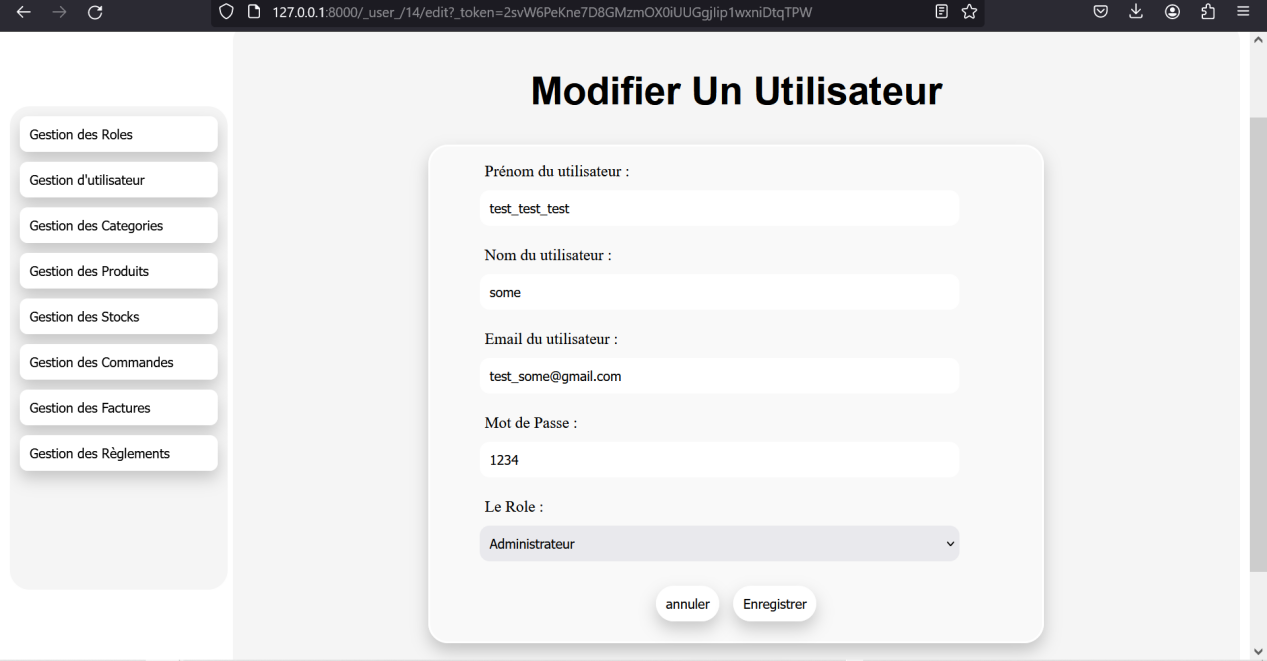 127.0.0.1:8000/_user_/14/edit?_token=2svW6PeKne7D8GMzmOX0iUUGgjlip1wxniDtqTPW
Modifier Un Utilisateur
Gestion des Roles
Gestion d'utilisateur
Gestion des Categories
Gestion des Produits
Gestion des Stocks
Gestion des Commandes
Gestion des Factures
Gestion des Règlements
Prénom du utilisateur :
test_test_test
Nom du utilisateur :
some
Email du utilisateur :
test_some@gmail.com
Mot de Passe :
1234
Le Role :
Administrateur
annuler
Enregistrer